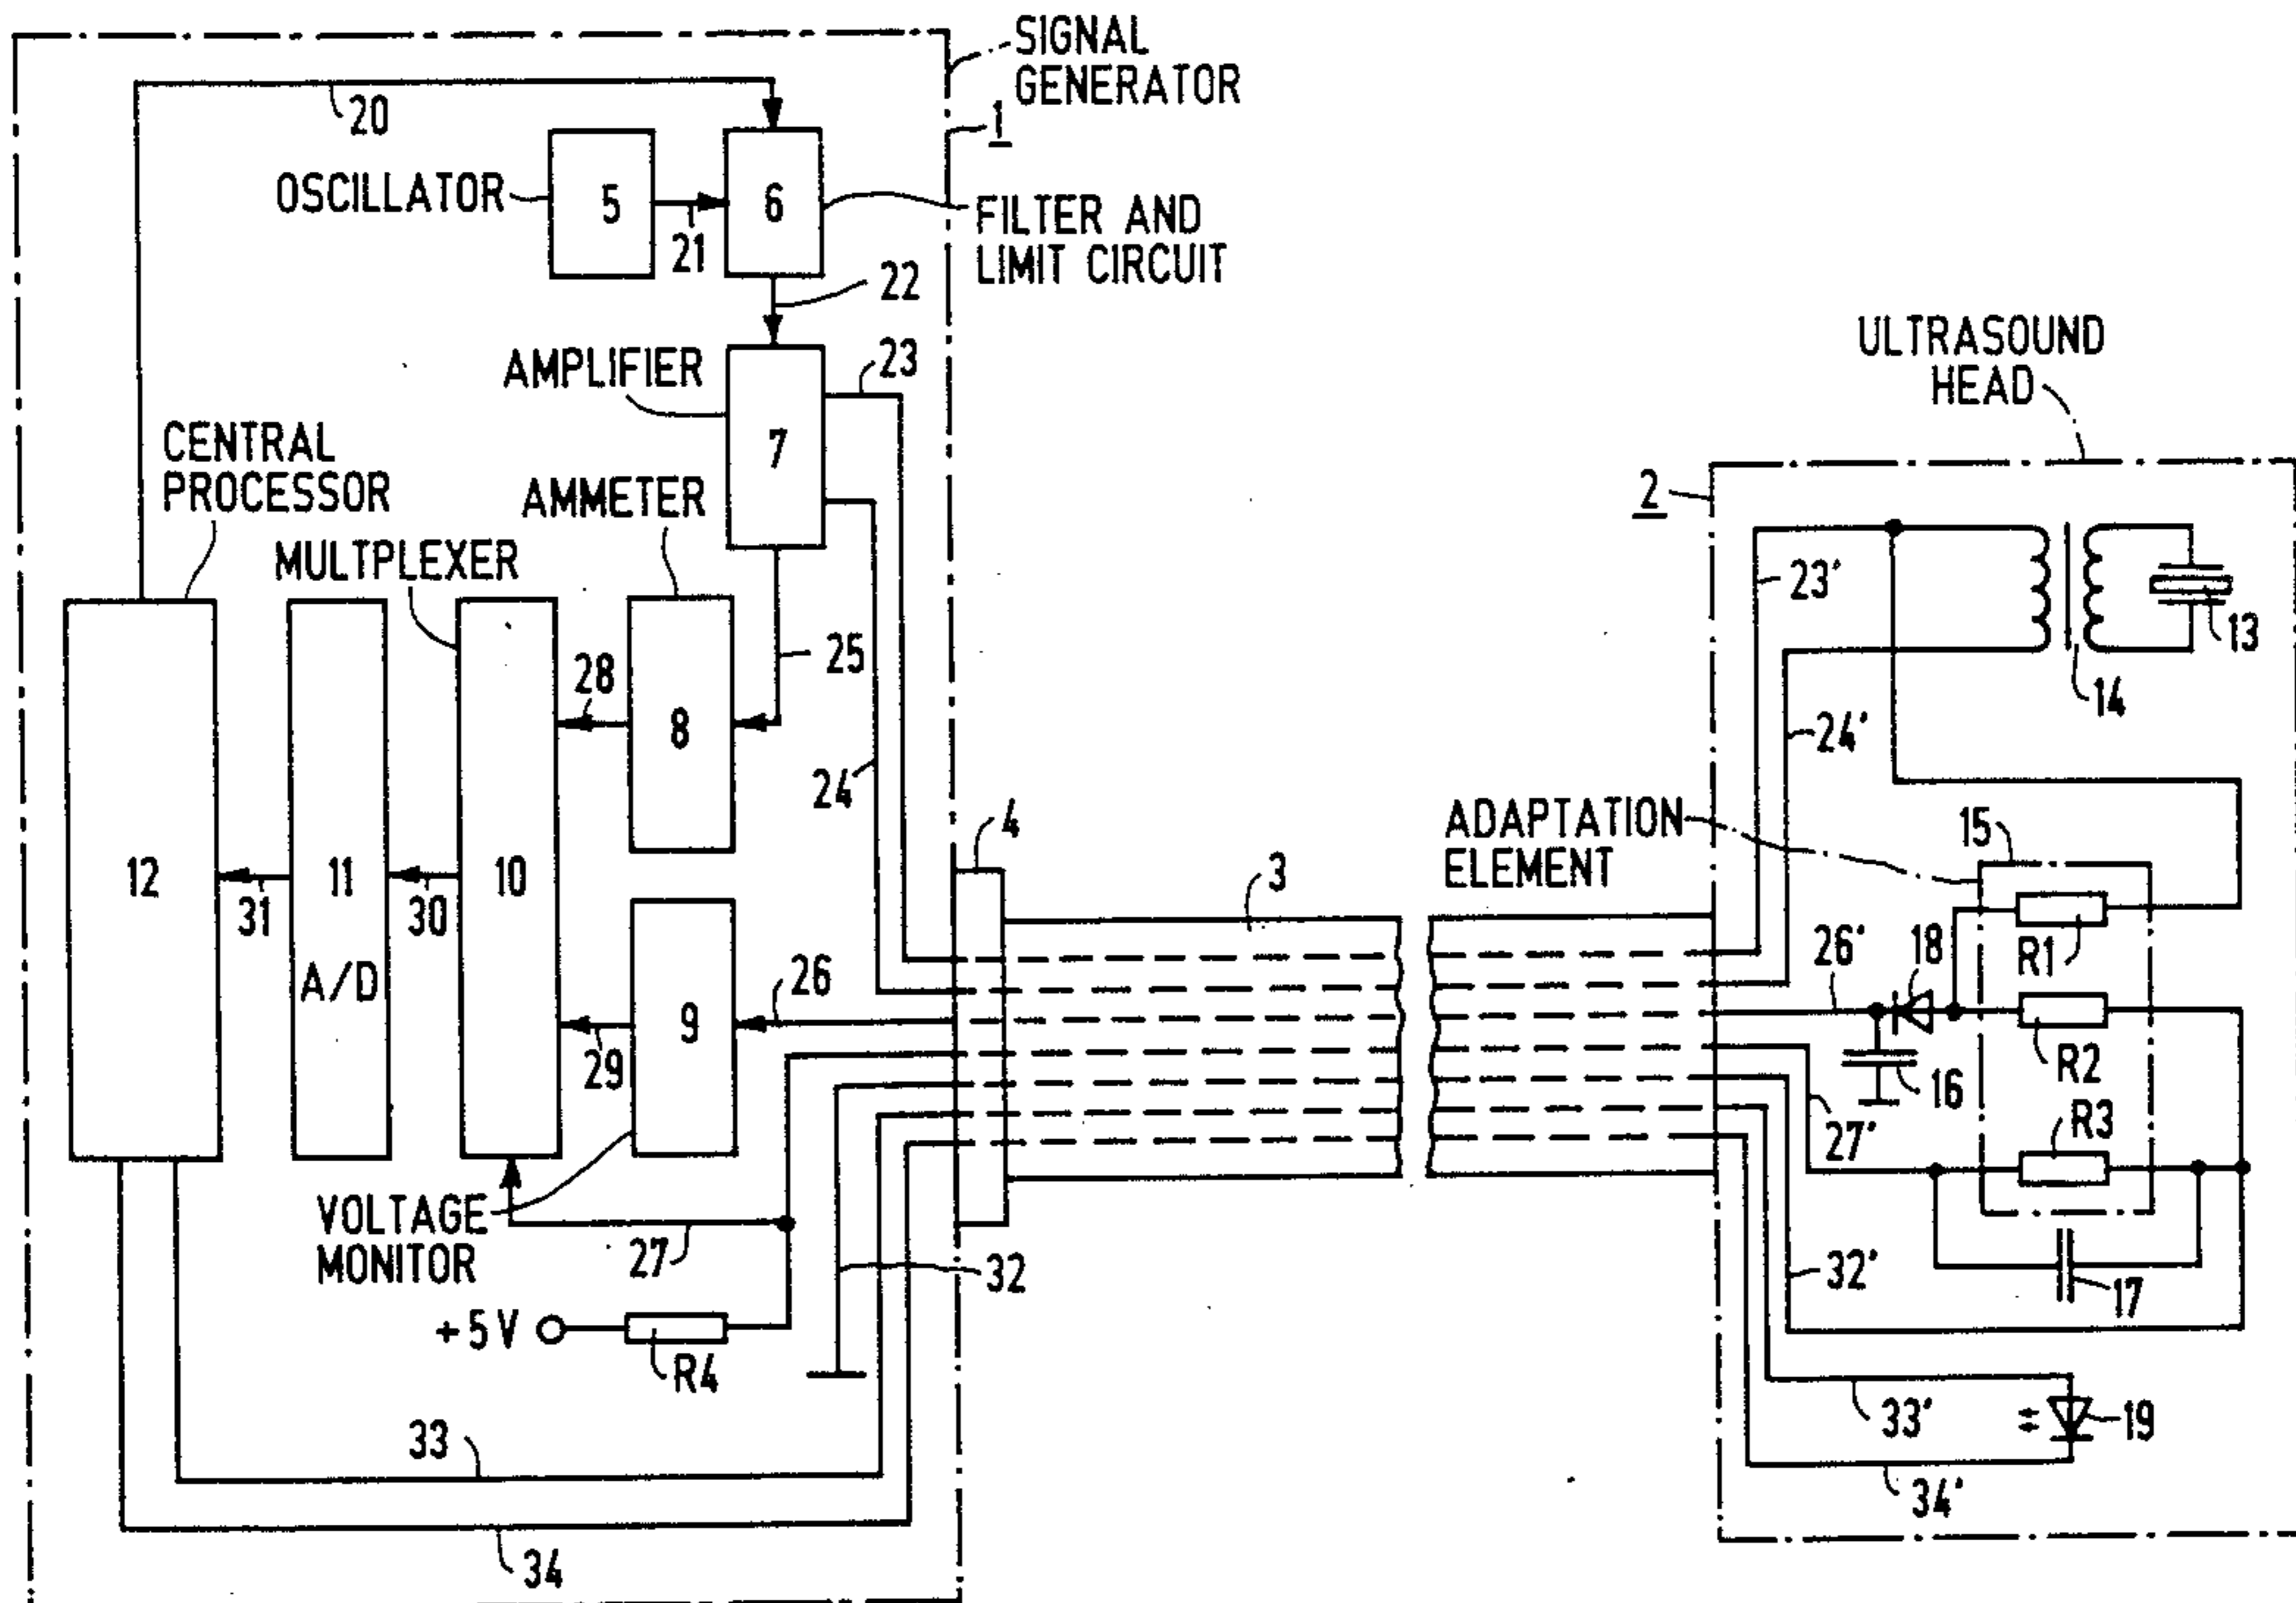 SIGNAL
GENERATOR
1
20
OSCILLATOR
5
21
6
FILTER AND
LIMIT CIRCUIT
22
AMPLIFIER
7
23
CENTRAL
PROCESSOR
AMMETER
MULTPLEXER
25
28
8
24
12
31
11
A/D
30
10
29
9
26
VOLTAGE
MONITOR
27
+5V
R4
32
33
34
4
3
ULTRASOUND
HEAD
2
23'
13
14
24'
ADAPTATION
ELEMENT
15
R1
26'
18
R2
16
27'
R3
17
32'
33'
19
34'